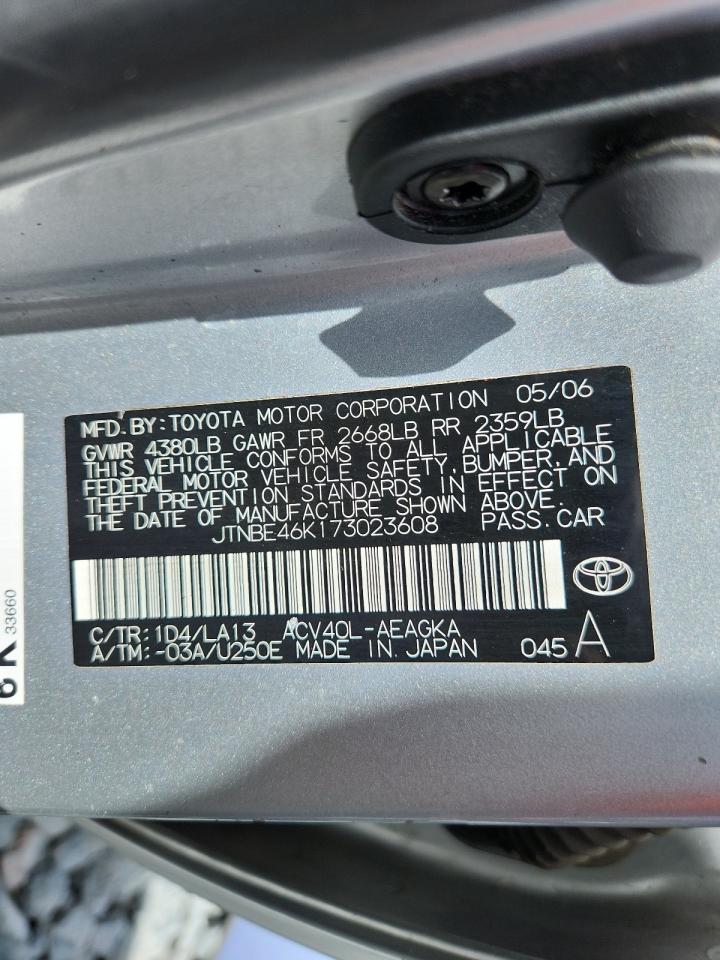 MFD. BY: TOYOTA MOTOR CORPORATION 05/06
GVWR 4380LB GAWR FR 2668LB RR 2359LB
THIS VEHICLE CONFORMS TO ALL APPLICABLE
FEDERAL MOTOR VEHICLE SAFETY, BUMPER, AND
THEFT PREVENTION STANDARDS IN EFFECT ON
THE DATE OF MANUFACTURE SHOWN ABOVE.
JTNBE46K173023608 PASS. CAR
C/TR: 1D4/LA13 ACV40L-AEAGKA
A/TM: -03A/U250E MADE IN JAPAN 045 A
33660